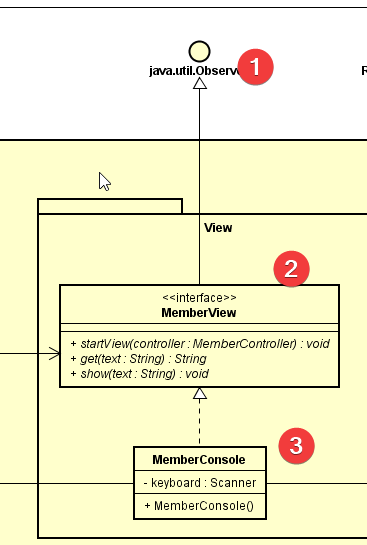 1
java.util.Observe
R
View
2
<<interface>>
MemberView
+ startView(controller : MemberController) : void
+ get(text : String) : String
+ show(text : String) : void
3
MemberConsole
- keyboard : Scanner
+ MemberConsole()